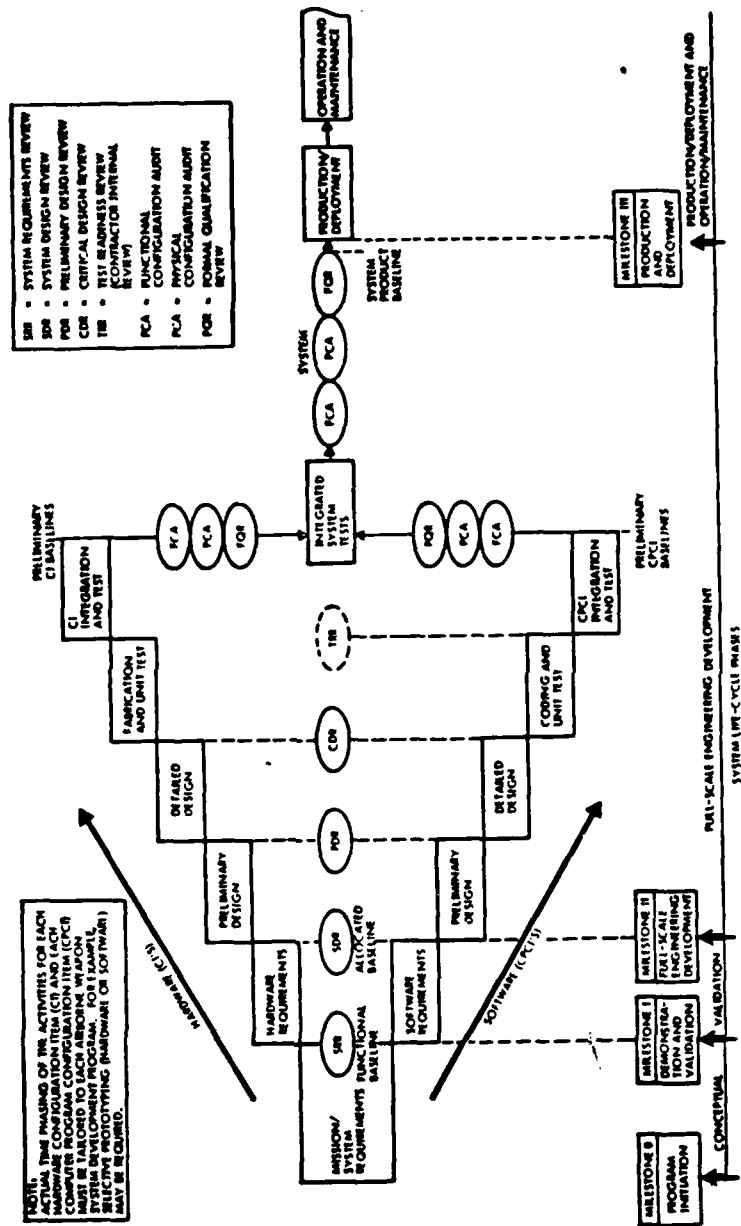 NOTE:
ACTUAL TIME PHASING OF THE ACTIVITIES FOR EACH
HARDWARE CONFIGURATION ITEM (CI) AND EACH
COMPUTER PROGRAM CONFIGURATION ITEM (CPCI)
MUST BE TAILORED TO EACH AIRBORNE WEAPON
SYSTEM DEVELOPMENT PROGRAM. FOR EXAMPLE,
SELECTIVE PROTOTYPING (HARDWARE OR SOFTWARE)
MAY BE REQUIRED.
SRR = SYSTEM REQUIREMENTS REVIEW
SDR = SYSTEM DESIGN REVIEW
PDR = PRELIMINARY DESIGN REVIEW
CDR = CRITICAL DESIGN REVIEW
TRR = TEST READINESS REVIEW
(CONTRACTOR INTERNAL
REVIEW)
FCA = FUNCTIONAL
CONFIGURATION AUDIT
PCA = PHYSICAL
CONFIGURATION AUDIT
FQR = FORMAL QUALIFICATION
REVIEW
HARDWARE (CI'S)
PRELIMINARY
CI BASELINES
CI
INTEGRATION
AND TEST
FABRICATION
AND UNIT TEST
DETAILED
DESIGN
PRELIMINARY
DESIGN
HARDWARE
REQUIREMENTS
FCA
PCA
FQR
MISSION/
SYSTEM
REQUIREMENTS
SRR
FUNCTIONAL
BASELINE
SDR
ALLOCATED
BASELINE
PDR
CDR
TRR
INTEGRATED
SYSTEM
TESTS
SYSTEM
FCA
PCA
FQR
SYSTEM
PRODUCT
BASELINE
PRODUCTION/
DEPLOYMENT
OPERATION AND
MAINTENANCE
SOFTWARE
REQUIREMENTS
PRELIMINARY
DESIGN
DETAILED
DESIGN
CODING AND
UNIT TEST
CPCI
INTEGRATION
AND TEST
FQR
PCA
FCA
PRELIMINARY
CPCI
BASELINES
SOFTWARE (CPCI'S)
MILESTONE 0
PROGRAM
INITIATION
MILESTONE I
DEMONSTRA-
TION AND
VALIDATION
MILESTONE II
FULL-SCALE
ENGINEERING
DEVELOPMENT
MILESTONE III
PRODUCTION
AND
DEPLOYMENT
CONCEPTUAL
VALIDATION
FULL-SCALE ENGINEERING DEVELOPMENT
PRODUCTION/DEPLOYMENT AND
OPERATION/MAINTENANCE
SYSTEM LIFE-CYCLE PHASES